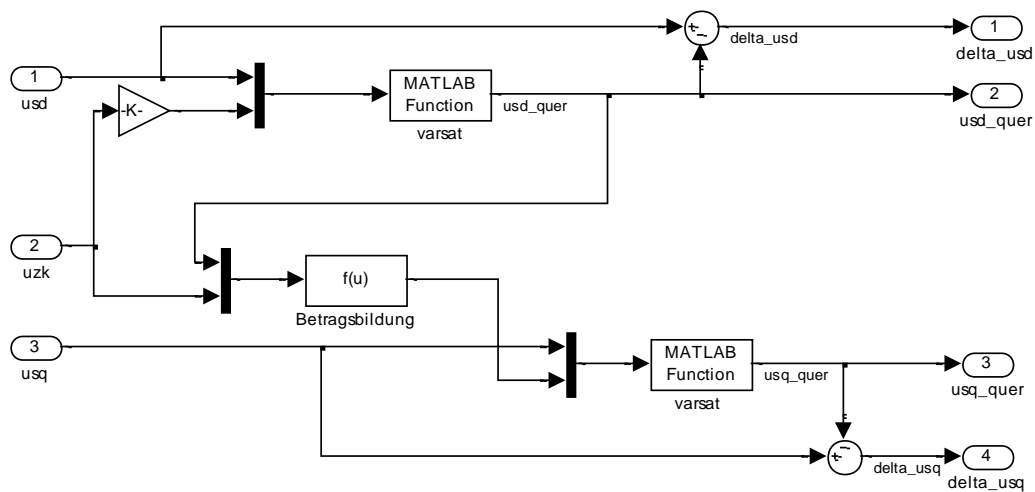 1
usd
-K-
MATLAB
Function
varsat
usd_quer
delta_usd
1
delta_usd
2
usd_quer
2
uzk
f(u)
Betragsbildung
3
usq
MATLAB
Function
varsat
usq_quer
3
usq_quer
delta_usq
4
delta_usq